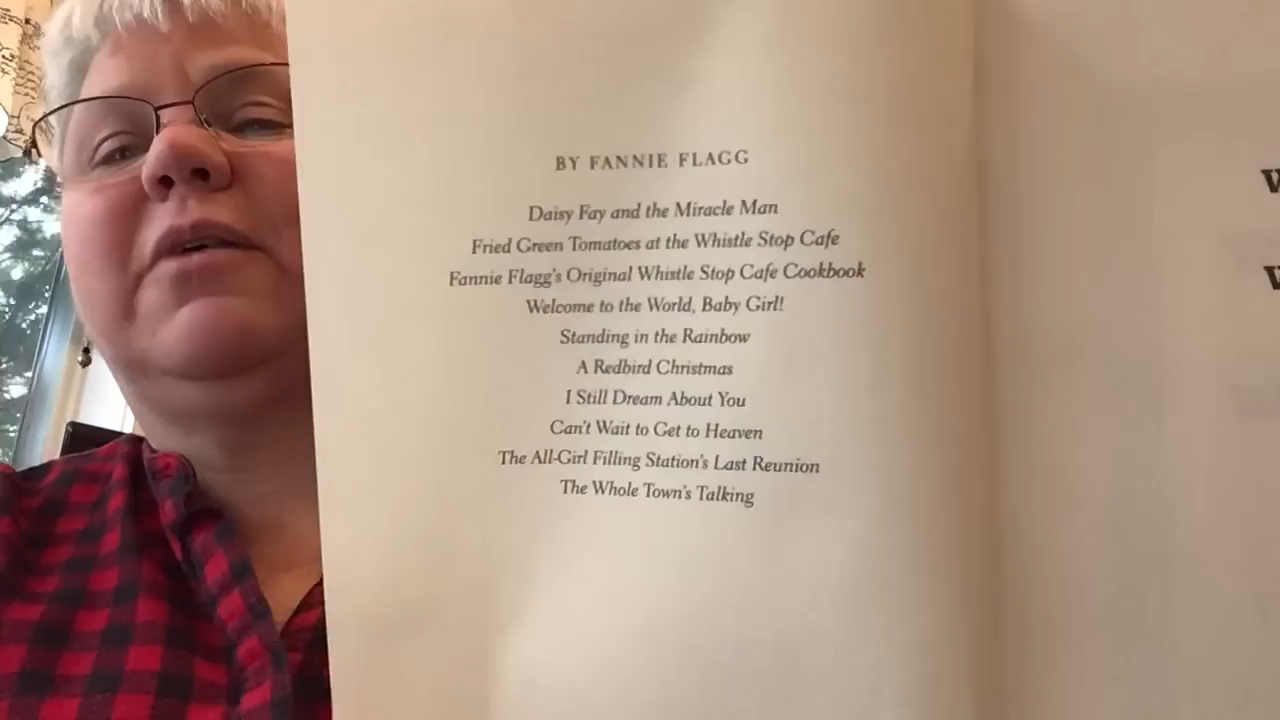 BY FANNIE FLAGG
Daisy Fay and the Miracle Man
Fried Green Tomatoes at the Whistle Stop Cafe
Fannie Flagg's Original Whistle Stop Cafe Cookbook
Welcome to the World, Baby Girl!
Standing in the Rainbow
A Redbird Christmas
I Still Dream About You
Can't Wait to Get to Heaven
The All-Girl Filling Station's Last Reunion
The Whole Town's Talking